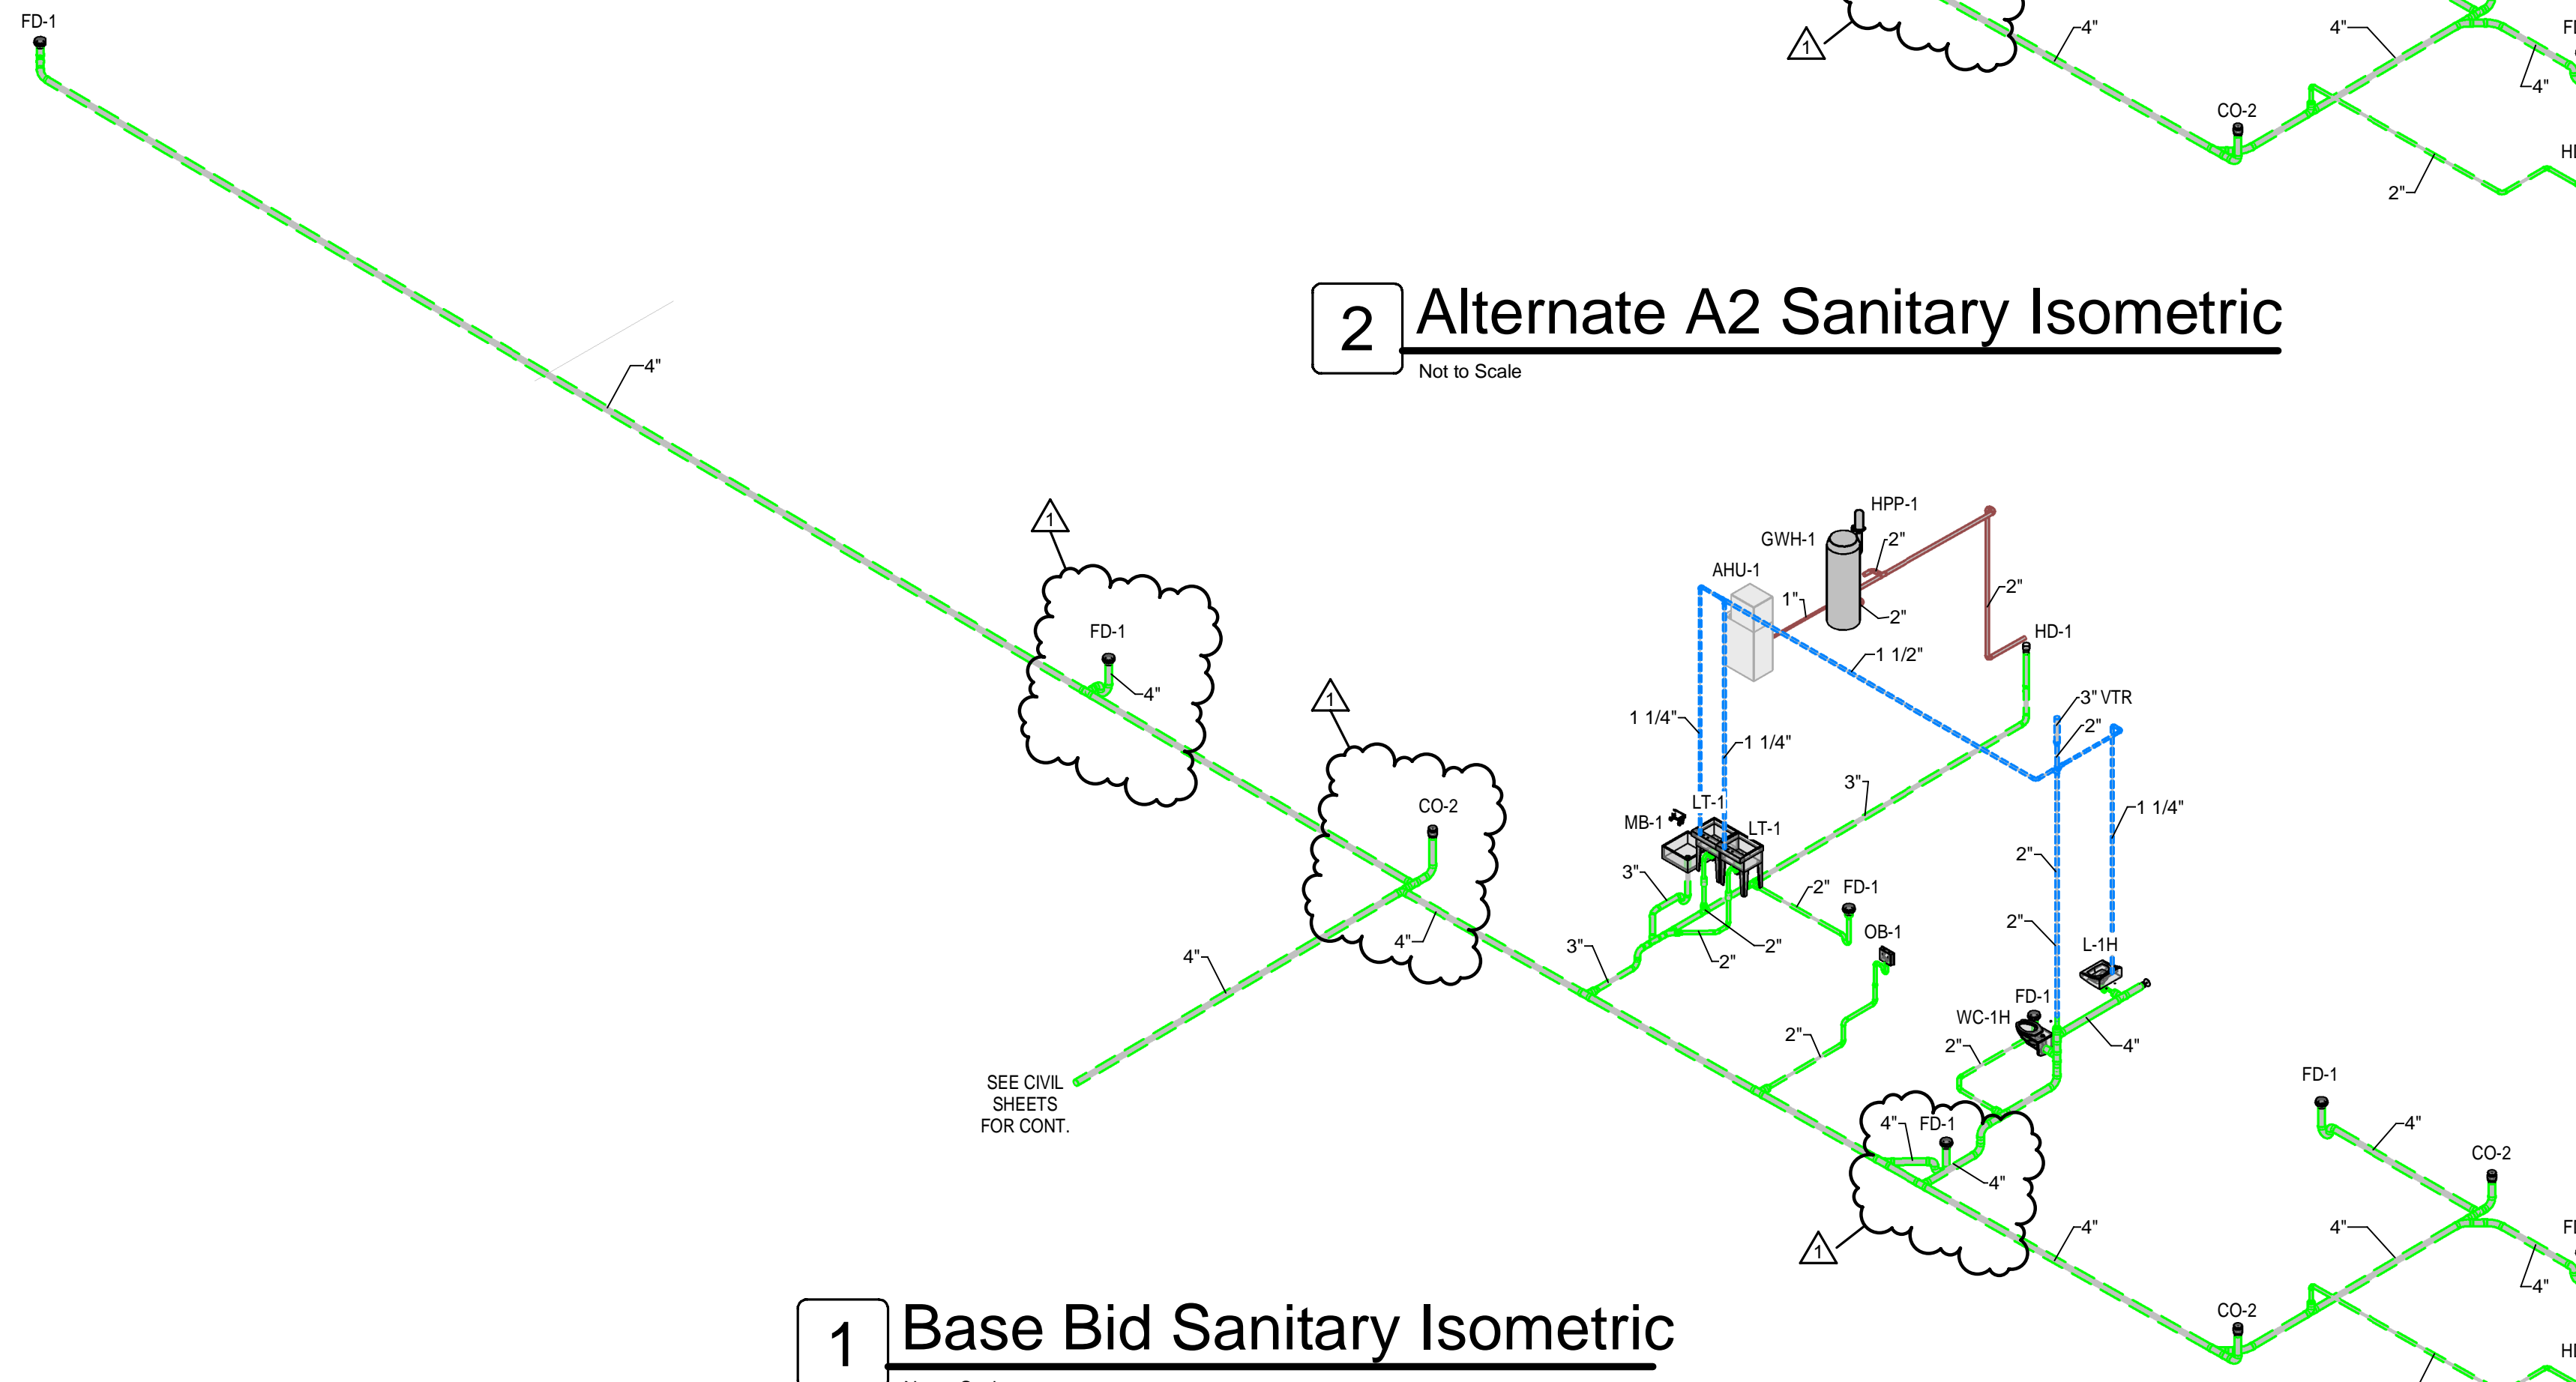 FD-1
1
4"
4"
FD
4"
CO-2
2"
2
Alternate A2 Sanitary Isometric
Not to Scale
4"
1
HPP-1
GWH-1
2"
AHU-1
1"
2"
2"
FD-1
HD-1
1 1/2"
4"
1
3" VTR
1 1/4"
2"
1 1/4"
3"
CO-2
LT-1
1 1/4"
MB-1
LT-1
2"
3"
2"
FD-1
2"
OB-1
4"
3"
2"
2"
L-1H
4"
FD-1
WC-1H
2"
2"
4"
SEE CIVIL
SHEETS
FOR CONT.
FD-1
4"
FD-1
4"
CO-2
4"
1
4"
4"
4"
CO-2
1
Base Bid Sanitary Isometric